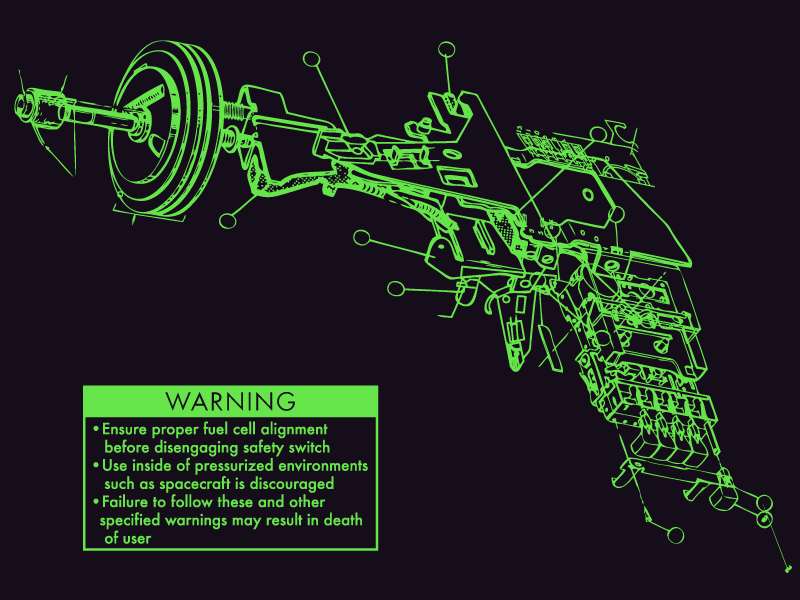 WARNING
• Ensure proper fuel cell alignment
before disengaging safety switch
• Use inside of pressurized environments
such as spacecraft is discouraged
• Failure to follow these and other
specified warnings may result in death
of user